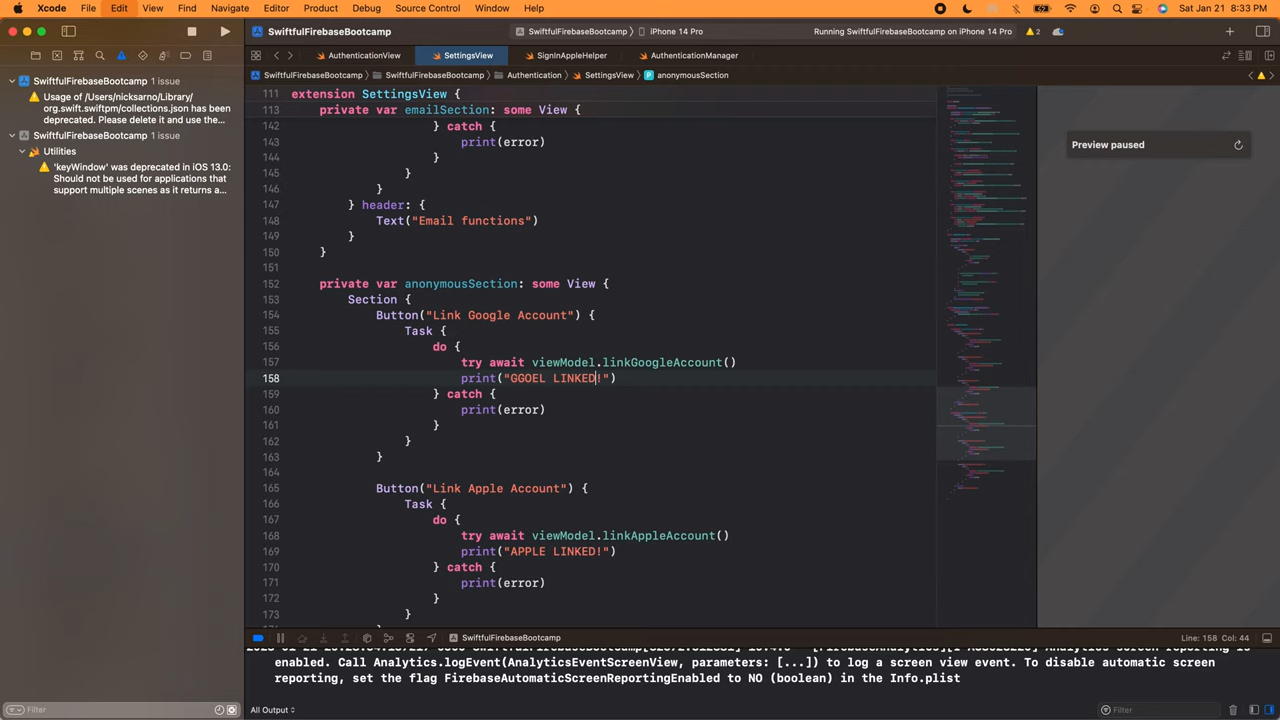 Xcode File Edit View Find Navigate Editor Product Debug Source Control Window Help
Sat Jan 21 8:33 PM
SwiftfulFirebaseBootcamp
SwiftfulFirebaseBootcamp
iPhone 14 Pro
Running SwiftfulFirebaseBootcamp on iPhone 14 Pro
2
AuthenticationView
SettingsView
SignInAppleHelper
AuthenticationManager
SwiftfulFirebaseBootcamp
SwiftfulFirebaseBootcamp
Authentication
SettingsView
P anonymousSection
SwiftfulFirebaseBootcamp 1 issue
Usage of /Users/nicksarno/Library/
org.swift.swiftpm/collections.json has been
deprecated. Please delete it and use the...
SwiftfulFirebaseBootcamp 1 issue
Utilities
'keyWindow' was deprecated in iOS 13.0:
Should not be used for applications that
support multiple scenes as it returns a...
Filter
111 extension SettingsView {
113 private var emailSection: some View {
142 } catch {
143 print(error)
144 }
145 }
146 }
147 } header: {
148 Text("Email functions")
149 }
150 }
151
152 private var anonymousSection: some View {
153 Section {
154 Button("Link Google Account") {
155 Task {
156 do {
157 try await viewModel.linkGoogleAccount()
158 print("GGOEL LINKED!")
159 } catch {
160 print(error)
161 }
162 }
163 }
164
165 Button("Link Apple Account") {
166 Task {
167 do {
168 try await viewModel.linkAppleAccount()
169 print("APPLE LINKED!")
170 } catch {
171 print(error)
172 }
173 }
Preview paused
SwiftfulFirebaseBootcamp
Line: 158 Col: 44
enabled. Call Analytics.logEvent(AnalyticsEventScreenView, parameters: [...]) to log a screen view event. To disable automatic screen
reporting, set the flag FirebaseAutomaticScreenReportingEnabled to NO (boolean) in the Info.plist
All Output
Filter